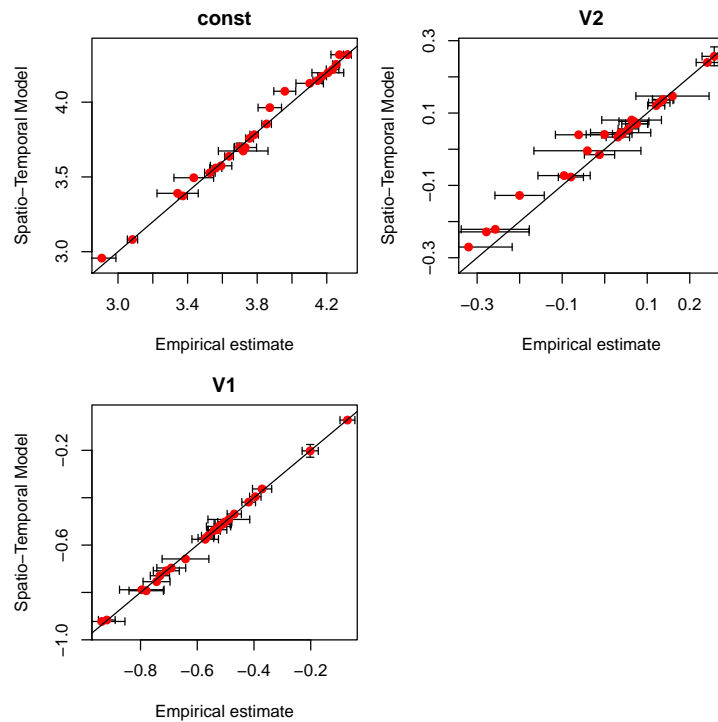 const
Spatio−Temporal Model
4.0
3.5
3.0
3.0 3.4 3.8 4.2
Empirical estimate
V2
Spatio−Temporal Model
0.3
0.1
−0.1
−0.3
−0.3 −0.1 0.1 0.2
Empirical estimate
V1
Spatio−Temporal Model
−0.2
−0.6
−1.0
−0.8 −0.6 −0.4 −0.2
Empirical estimate